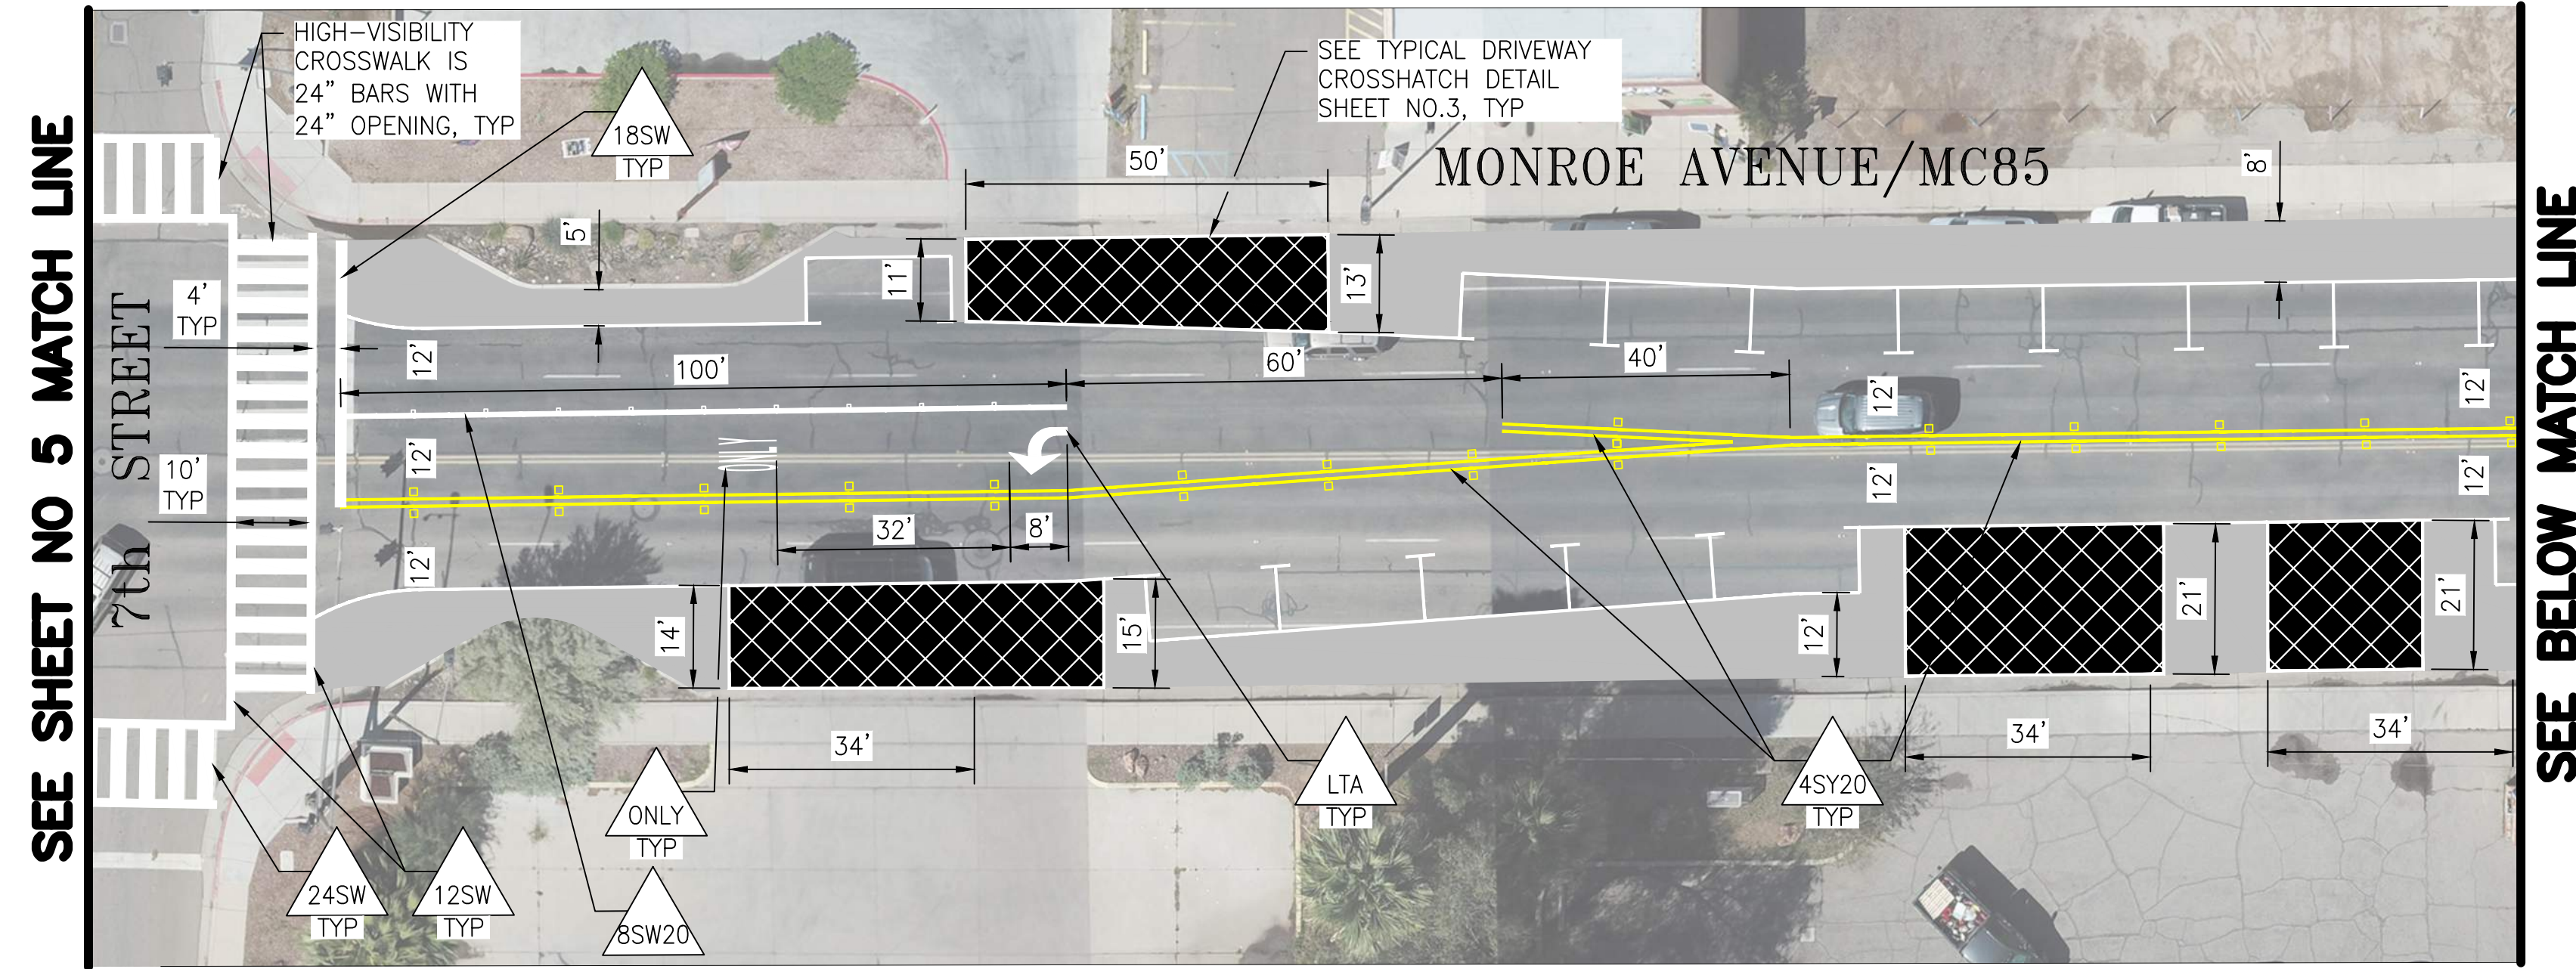 SEE SHEET NO 5 MATCH LINE
HIGH-VISIBILITY
CROSSWALK IS
24" BARS WITH
24" OPENING, TYP
18SW
TYP
SEE TYPICAL DRIVEWAY
CROSSHATCH DETAIL
SHEET NO.3, TYP
MONROE AVENUE/MC85
50'
8'
5'
11'
13'
4'
TYP
7th STREET
10'
TYP
12'
100'
60'
40'
12'
12'
12'
ONLY
12'
12'
12'
32'
8'
14'
15'
12'
21'
21'
34'
34'
34'
ONLY
TYP
LTA
TYP
4SY20
TYP
24SW
TYP
12SW
TYP
8SW20
SEE BELOW MATCH LINE